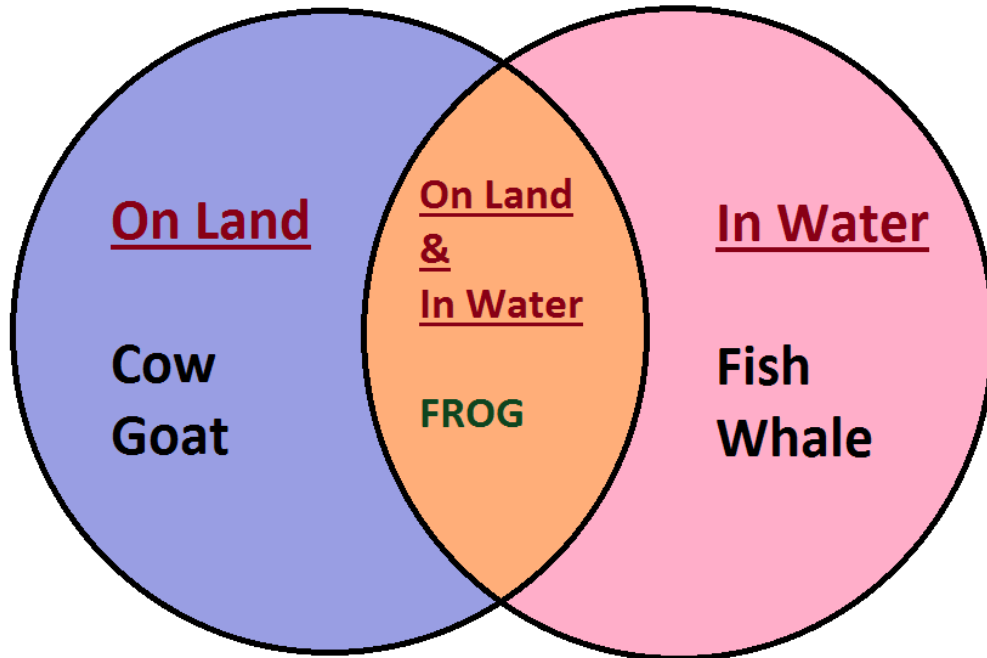 On Land
Cow
Goat
On Land
&
In Water
FROG
In Water
Fish
Whale